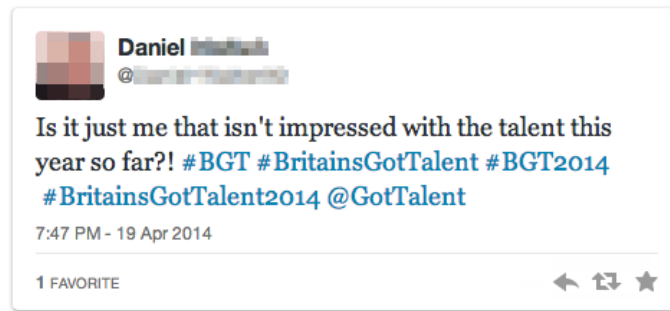 Daniel
@
Is it just me that isn't impressed with the talent this
year so far?! #BGT #BritainsGotTalent #BGT2014
#BritainsGotTalent2014 @GotTalent
7:47 PM - 19 Apr 2014
1 FAVORITE